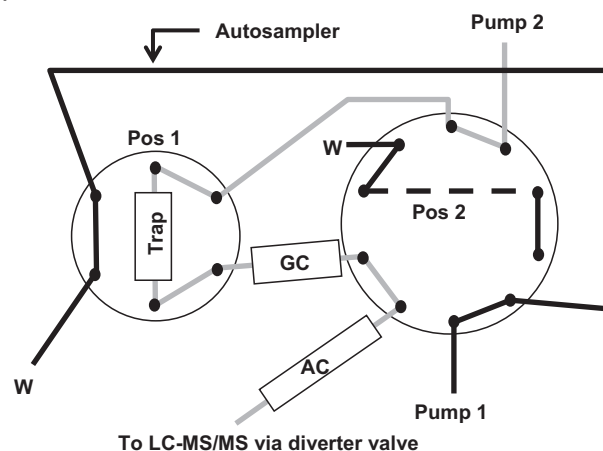 Pump 2
Autosampler
Pos 1
W
Pos 2
Trap
GC
AC
W
Pump 1
To LC-MS/MS via diverter valve